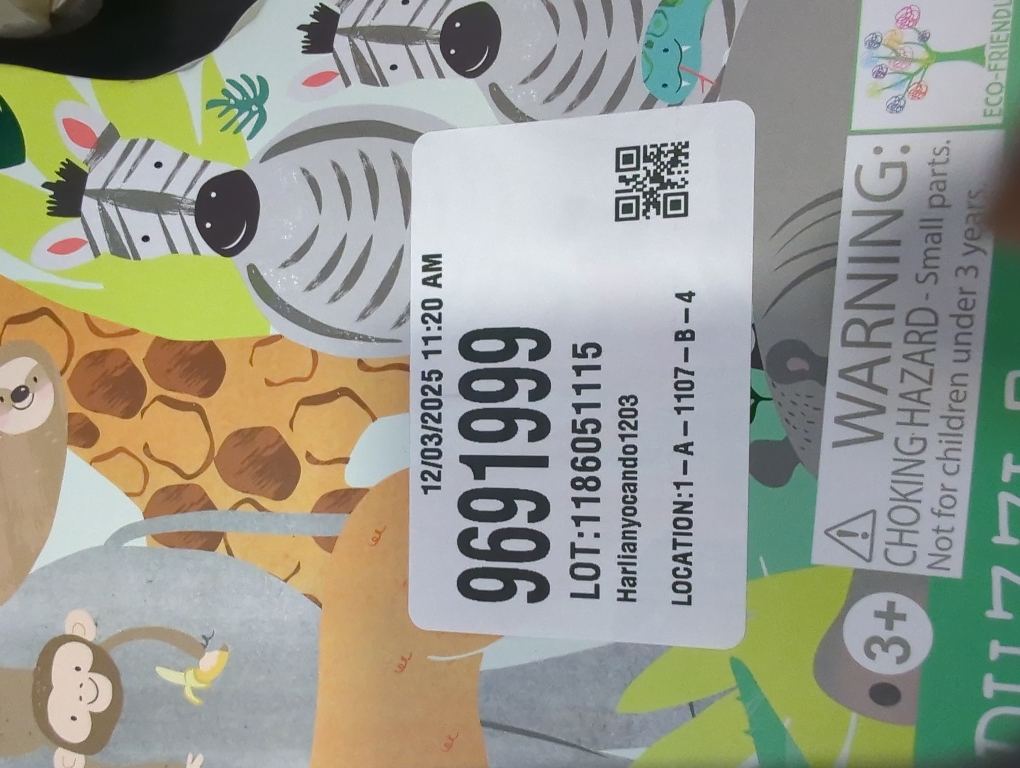 12/03/2025 11:20 AM
9691999
LOT:1186051115
Harlianyocando1203
LOCATION:1-A-1107-B-4
ECO-FRIENDLY
WARNING:
CHOKING HAZARD - Small parts.
Not for children under 3 years.
3+